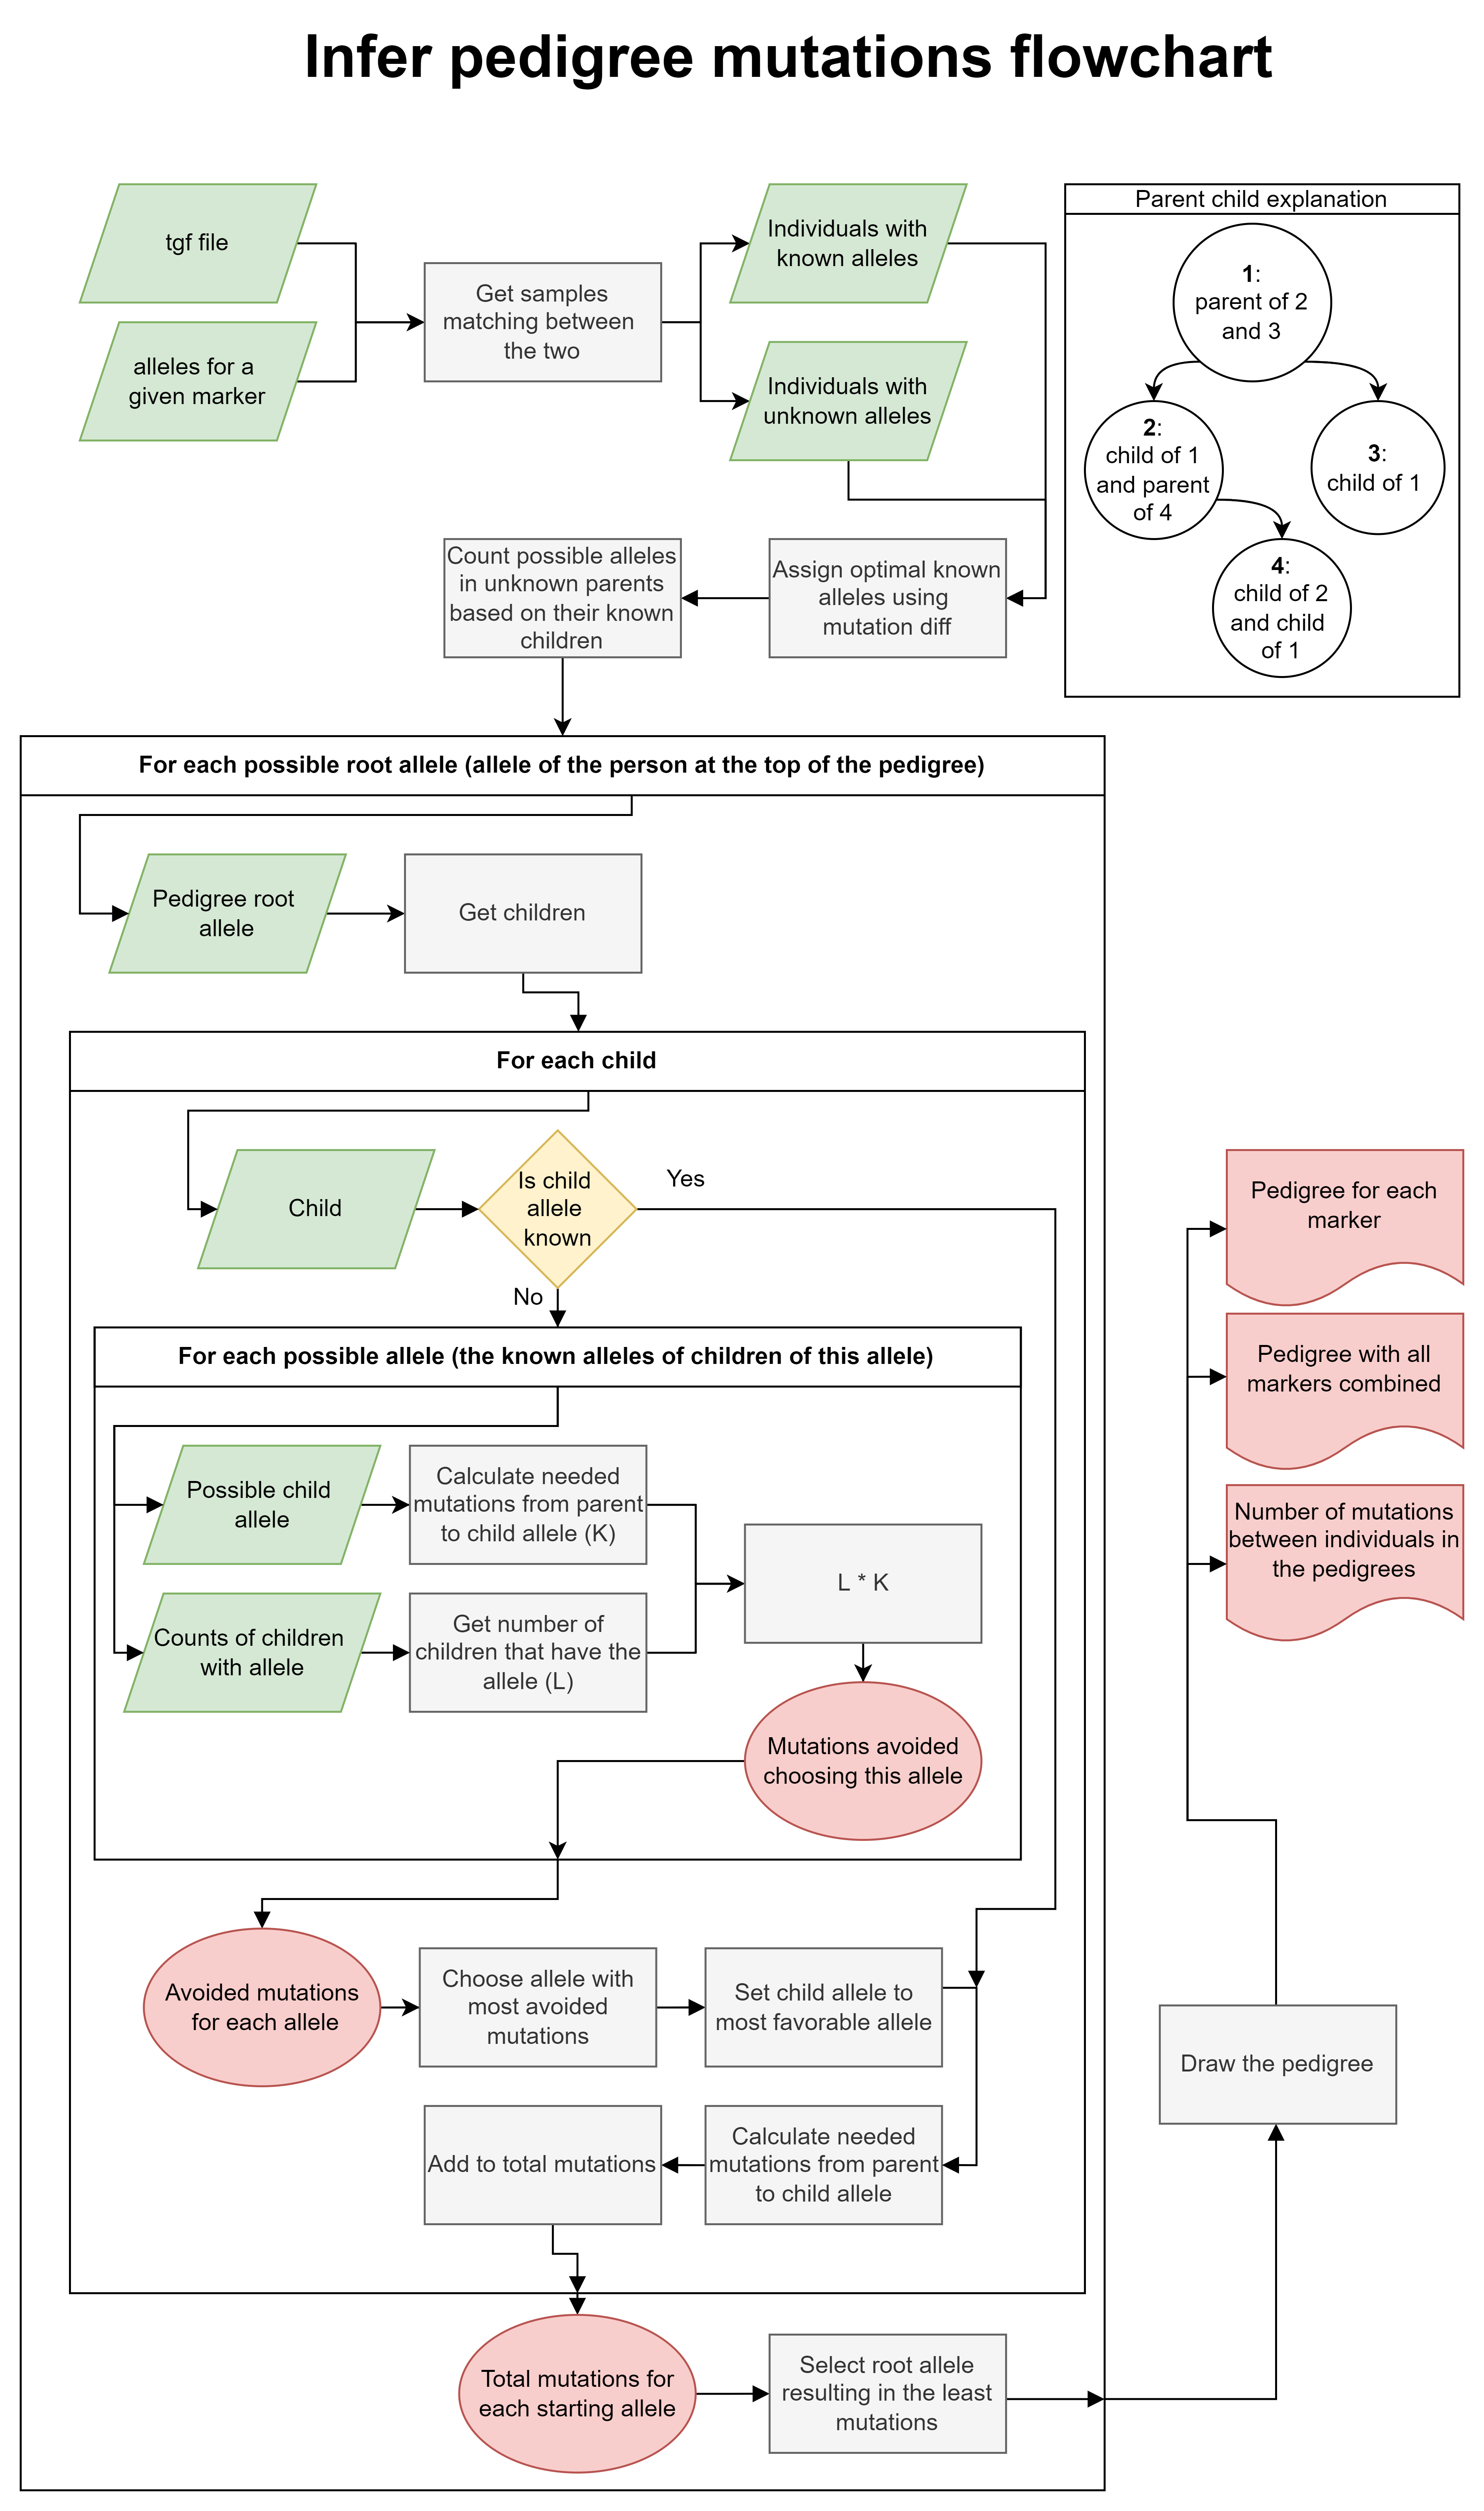 Infer pedigree mutations flowchart
tgf file
alleles for a
given marker
Get samples
matching between
the two
Individuals with
known alleles
Individuals with
unknown alleles
Parent child explanation
1:
parent of 2
and 3
2:
child of 1
and parent
of 4
3:
child of 1
4:
child of 2
and child
of 1
Assign optimal known
alleles using
mutation diff
Count possible alleles
in unknown parents
based on their known
children
For each possible root allele (allele of the person at the top of the pedigree)
Pedigree root
allele
Get children
For each child
Child
Is child
allele
known
Yes
No
For each possible allele (the known alleles of children of this allele)
Possible child
allele
Calculate needed
mutations from parent
to child allele (K)
Counts of children
with allele
Get number of
children that have the
allele (L)
L * K
Mutations avoided
choosing this allele
Avoided mutations
for each allele
Choose allele with
most avoided
mutations
Set child allele to
most favorable allele
Calculate needed
mutations from parent
to child allele
Add to total mutations
Total mutations for
each starting allele
Select root allele
resulting in the least
mutations
Draw the pedigree
Pedigree for each
marker
Pedigree with all
markers combined
Number of mutations
between individuals in
the pedigrees